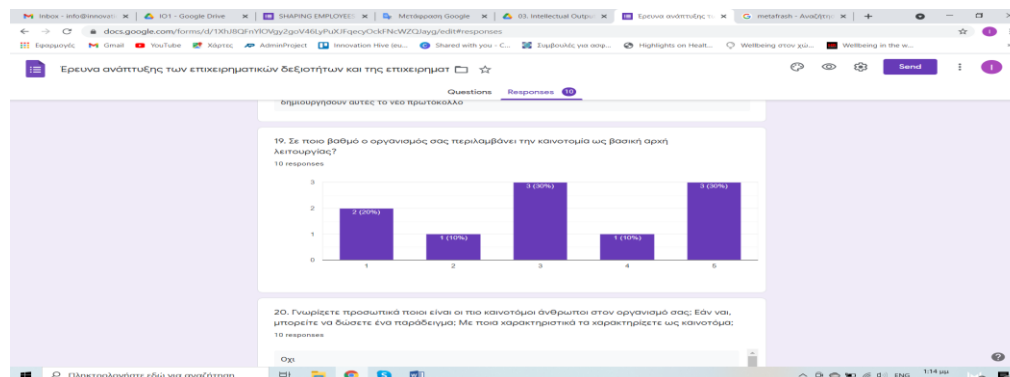 Inbox - info@innovati
IO1 - Google Drive
SHAPING EMPLOYEES'
Μετάφραση Google
03. Intellectual Outpu
Έρευνα ανάπτυξης τ
metafrash - Αναζήτησ
docs.google.com/forms/d/
/edit#responses
Εφαρμογές
Gmail
YouTube
Χάρτες
AdminProject
Innovation Hive (eu...
Shared with you - C...
Συμβουλές για ασφ...
Highlights on Healt...
Wellbeing στον χώ...
Wellbeing in the w...
Έρευνα ανάπτυξης των επιχειρηματικών δεξιοτήτων και της επιχειρηματ
Send
Questions Responses 10
δημιουργήσουν αυτές το νέο πρωτόκολλο
19. Σε ποιο βαθμό ο οργανισμός σας περιλαμβάνει την καινοτομία ως βασική αρχή
λειτουργίας?
10 responses
3
2
1
0
2 (20%)
1 (10%)
3 (30%)
1 (10%)
3 (30%)
1 2 3 4 5
20. Γνωρίζετε προσωπικά ποιοι είναι οι πιο καινοτόμοι άνθρωποι στον οργανισμό σας; Εάν ναι,
μπορείτε να δώσετε ένα παράδειγμα; Με ποια χαρακτηριστικά τα χαρακτηρίζετε ως καινοτόμα;
10 responses
Όχι
Πληκτρολογήστε εδώ για αναζήτηση
ENG
1:14 μμ